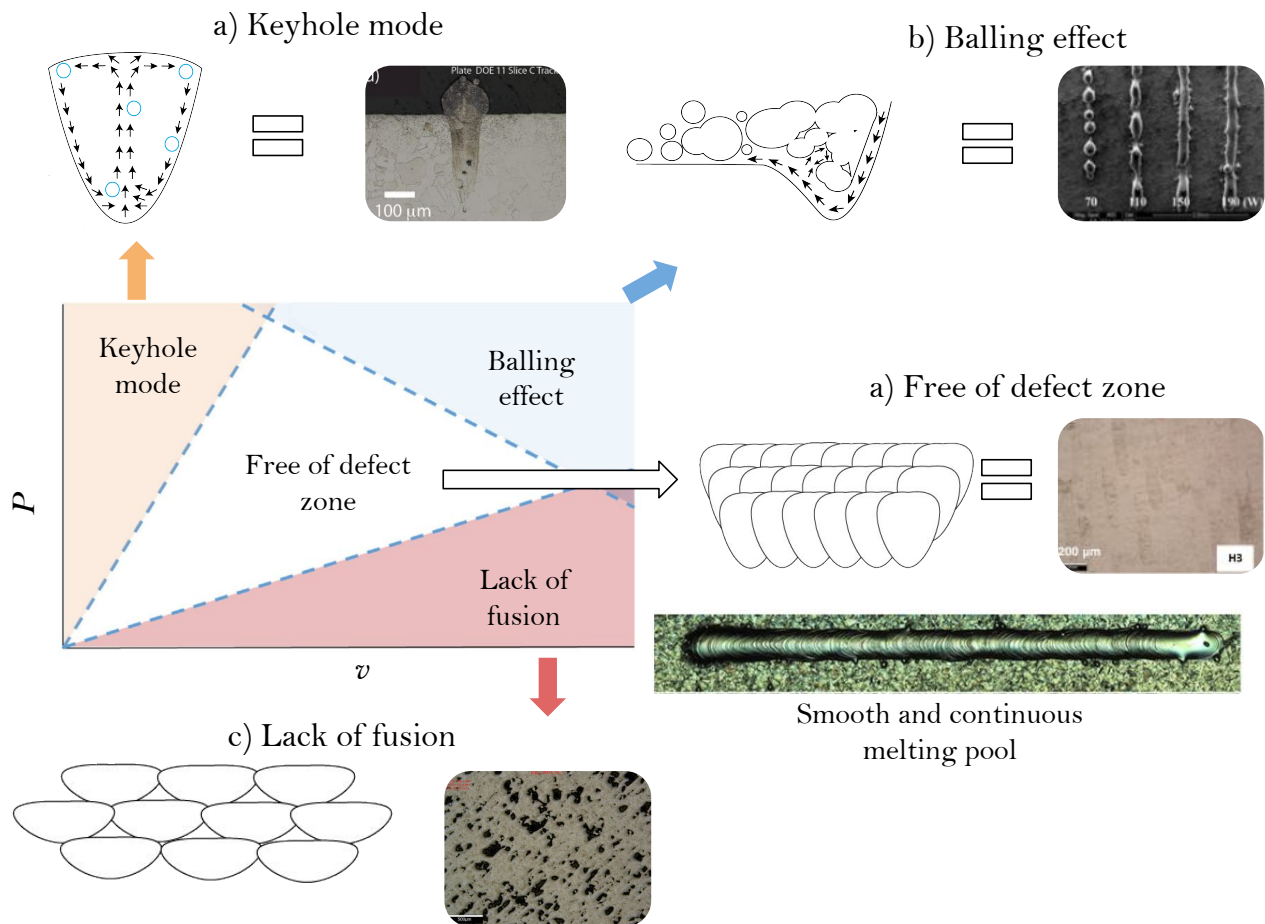 a) Keyhole mode
b) Balling effect
Plate DOE 11 Slice C Track
100 µm
70 110 150 190 (W)
Keyhole
mode
Balling
effect
Free of defect
zone
Lack of
fusion
P
v
a) Free of defect zone
200 µm
H3
Smooth and continuous
melting pool
c) Lack of fusion
500µm